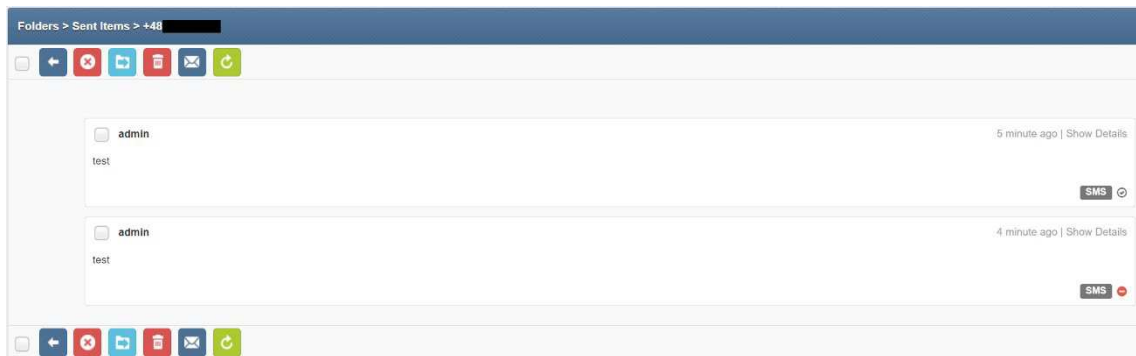 Folders > Sent Items > +48
admin
5 minute ago | Show Details
test
SMS
admin
4 minute ago | Show Details
test
SMS